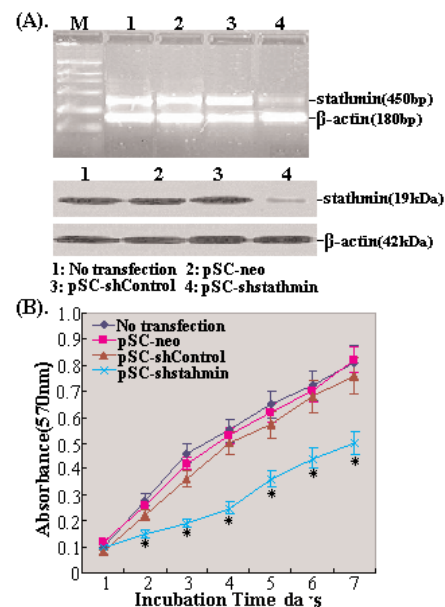 (A).
M 1 2 3 4
stathmin(450bp)
β-actin(180bp)
1 2 3 4
stathmin(19kDa)
β-actin(42kDa)
1: No transfection 2: pSC-neo
3: pSC-shControl 4: pSC-shstathmin
(B).
No transfection
pSC-neo
pSC-shControl
pSC-shstahmin
Absorbance(570nm)
1.0
0.9
0.8
0.7
0.6
0.5
0.4
0.3
0.2
0.1
0
* * * * * *
1 2 3 4 5 6 7
Incubation Time da·s